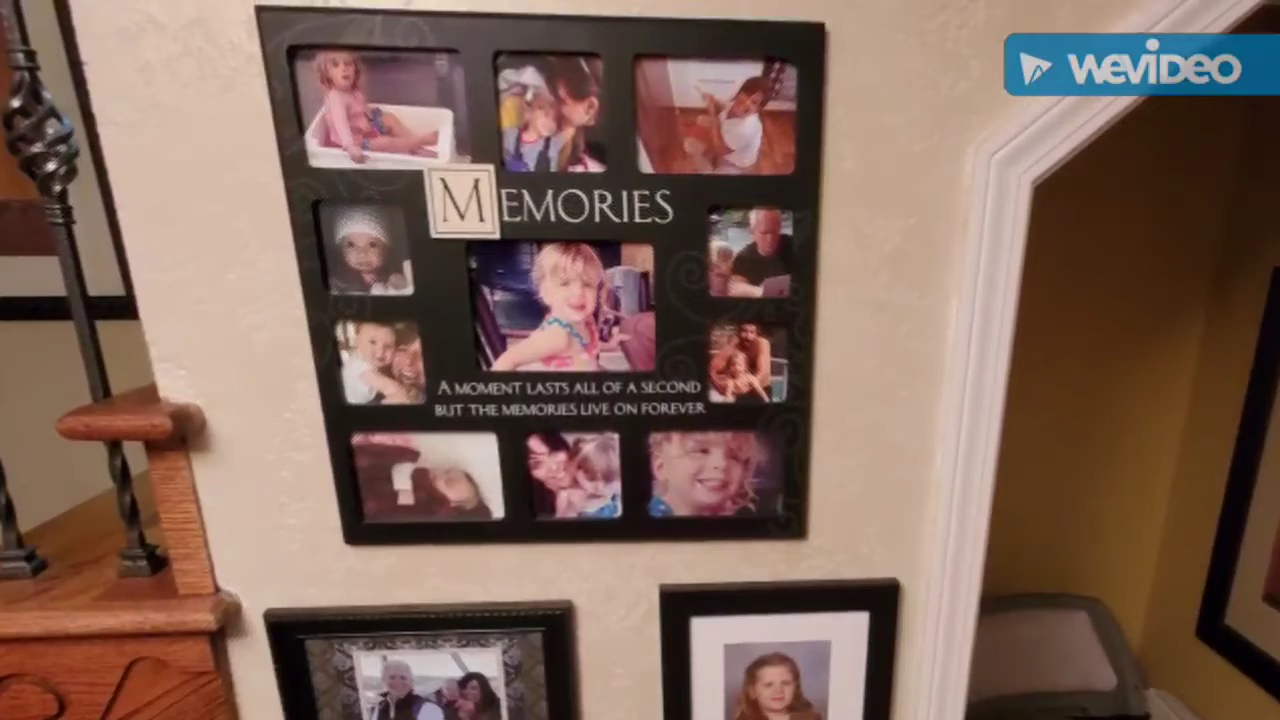 WEVIDEO
MEMORIES
A MOMENT LASTS ALL OF A SECOND
BUT THE MEMORIES LIVE ON FOREVER